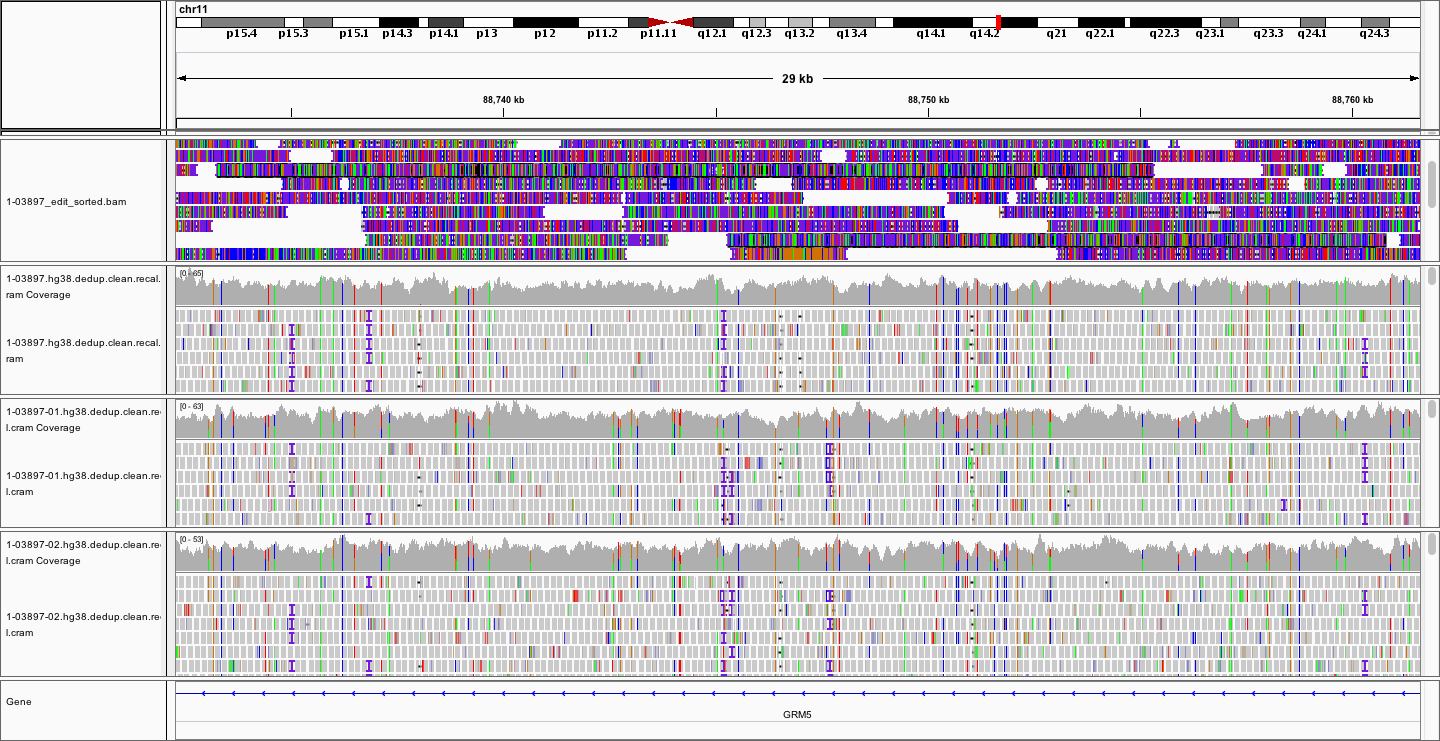 chr11
p15.4 p15.3 p15.1 p14.3 p14.1 p13 p12 p11.2 p11.11 q12.1 q12.3 q13.2 q13.4 q14.1 q14.2 q21 q22.1 q22.3 q23.1 q23.3 q24.1 q24.3
29 kb
88,740 kb 88,750 kb 88,760 kb
1-03897_edit_sorted.bam
1-03897.hg38.dedup.clean.recal.
ram Coverage
[0 - 65]
1-03897.hg38.dedup.clean.recal.
ram
1-03897-01.hg38.dedup.clean.re
l.cram Coverage
[0 - 63]
1-03897-01.hg38.dedup.clean.re
l.cram
1-03897-02.hg38.dedup.clean.re
l.cram Coverage
[0 - 53]
1-03897-02.hg38.dedup.clean.re
l.cram
Gene
GRM5